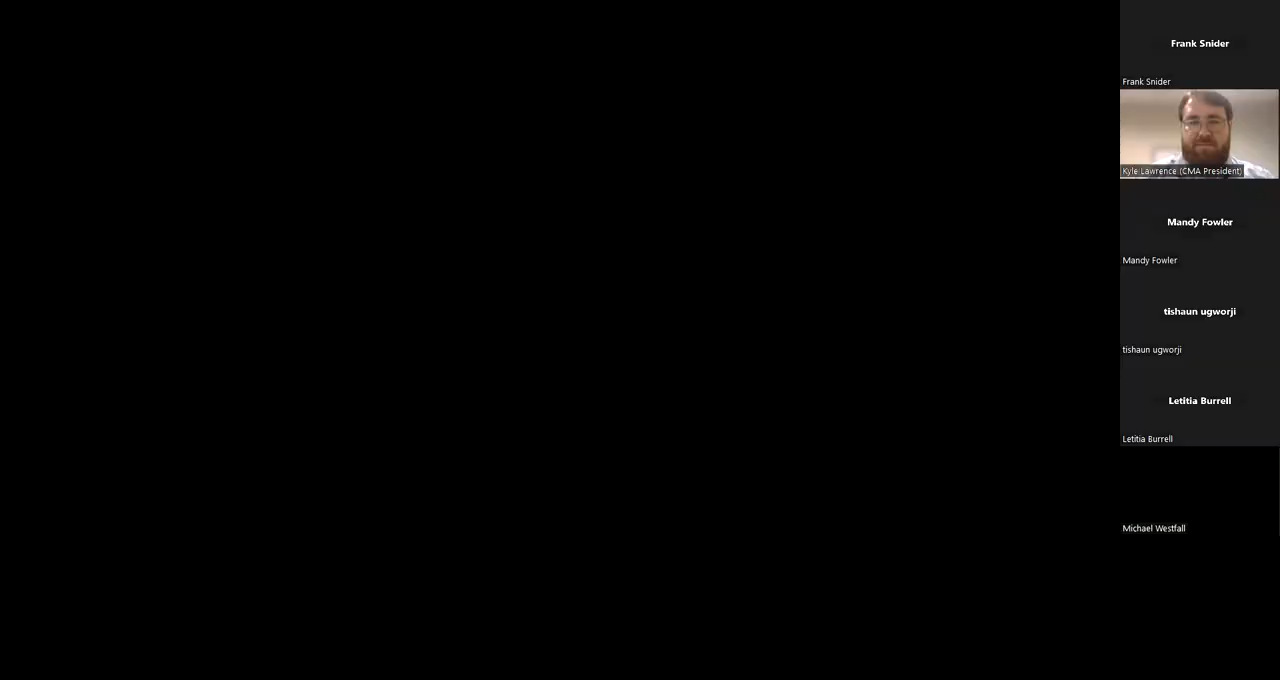 Frank Snider
Frank Snider
Kyle Lawrence (CMA President)
Mandy Fowler
Mandy Fowler
tishaun ugworji
tishaun ugworji
Letitia Burrell
Letitia Burrell
Michael Westfall